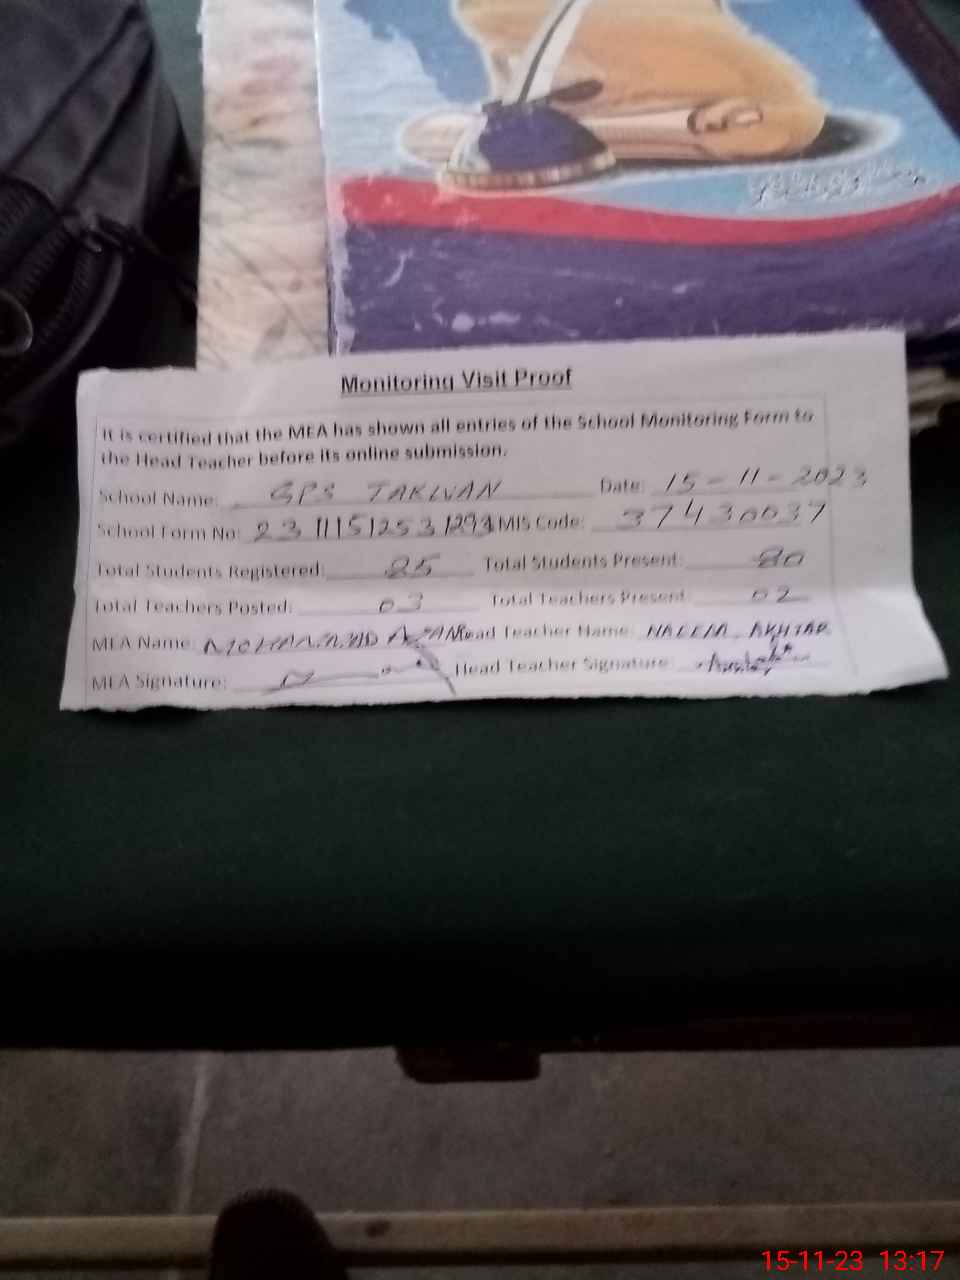 Monitoring Visit Proof
It is certified that the MEA has shown all entries of the School Monitoring Form to
the Head Teacher before its online submission.
School Name: GPS TAKWAN Date: 15-11-2023
School Form No: MIS Code: 37430037
Total Students Registered: Total Students Present: 80
Total Teachers Posted: 03 Total Teachers Present: 02
MEA Name: MOHAMMAD Head Teacher Name: AKHTAR
MEA Signature: Head Teacher Signature:
15-11-23 13:17